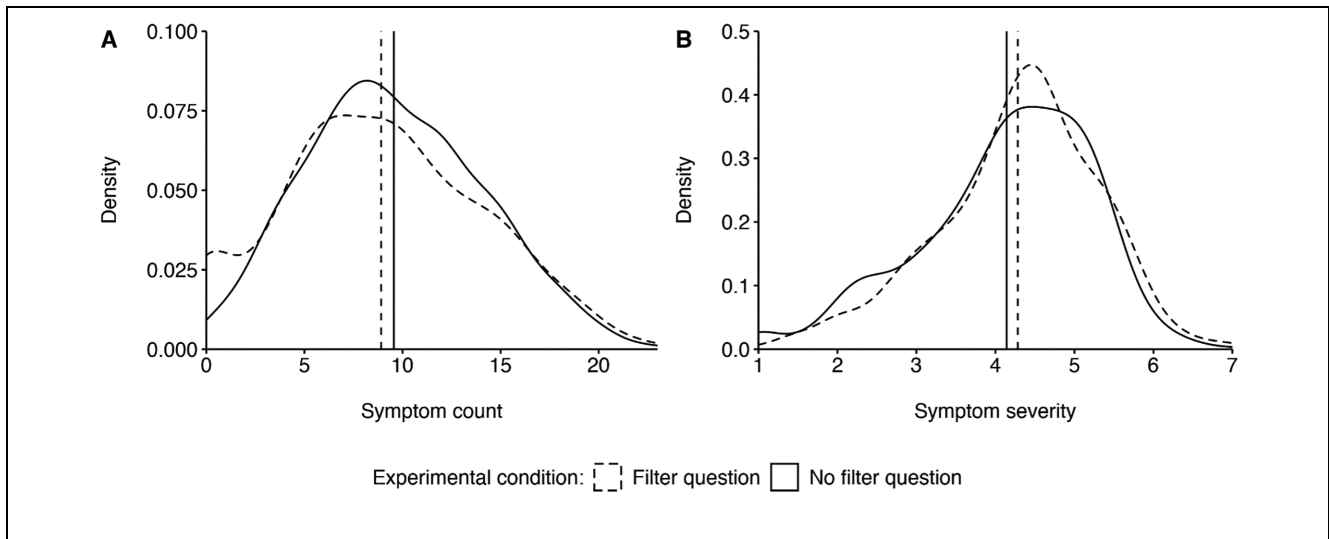 A
Density
0.100
0.075
0.050
0.025
0.000
0 5 10 15 20
Symptom count
B
Density
0.5
0.4
0.3
0.2
0.1
0.0
1 2 3 4 5 6 7
Symptom severity
Experimental condition: Filter question No filter question